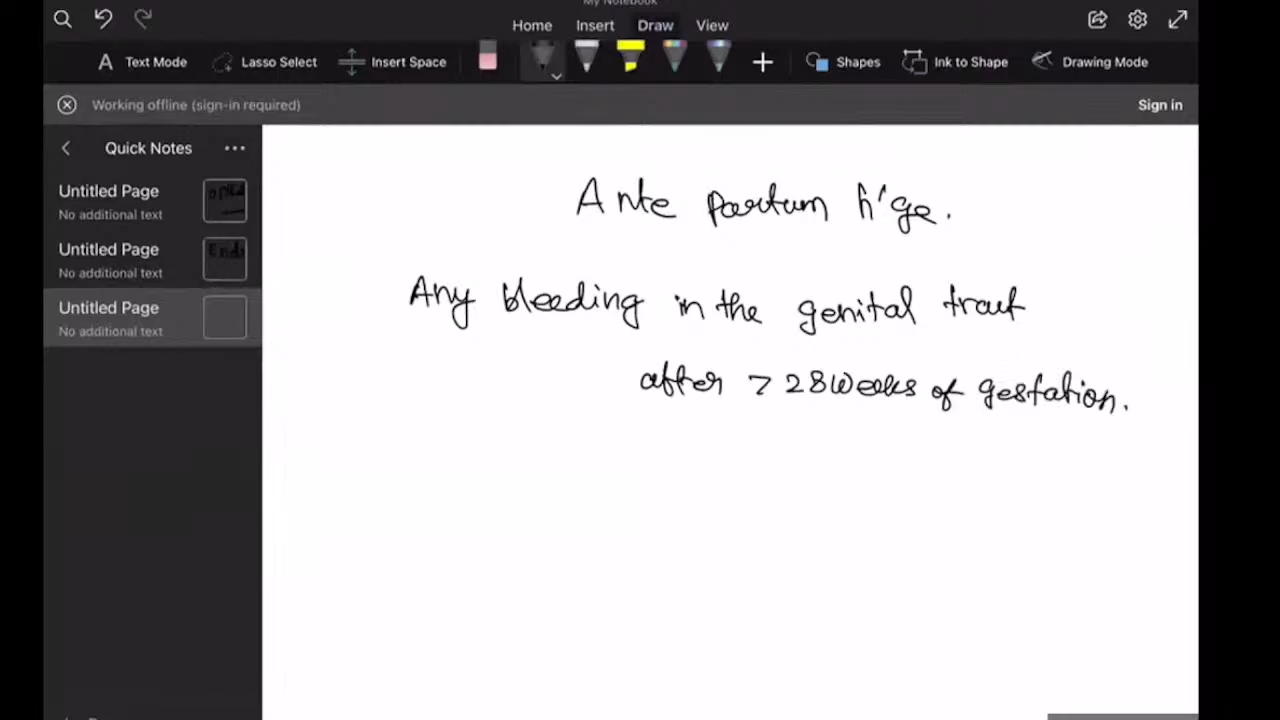 My Notebook
Home Insert Draw View
Text Mode Lasso Select Insert Space Shapes Ink to Shape Drawing Mode
Working offline (sign-in required) Sign in
Quick Notes
Untitled Page
No additional text
Untitled Page
No additional text
Untitled Page
No additional text
Ante partum h'ge.
Any bleeding in the genital tract
after > 28 weeks of gestation.